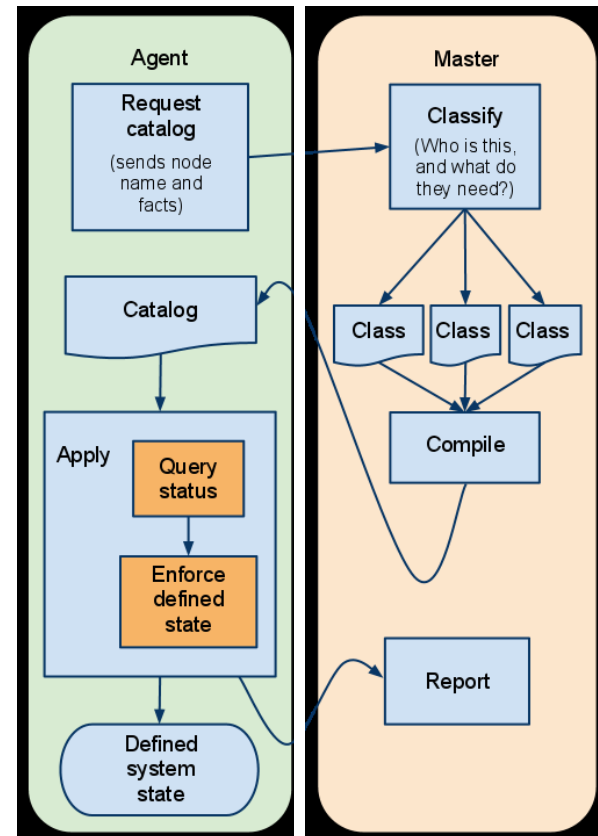 Agent
Request
catalog
(sends node
name and
facts)
Catalog
Apply
Query
status
Enforce
defined
state
Defined
system
state
Master
Classify
(Who is this,
and what do
they need?)
Class
Class
Class
Compile
Report